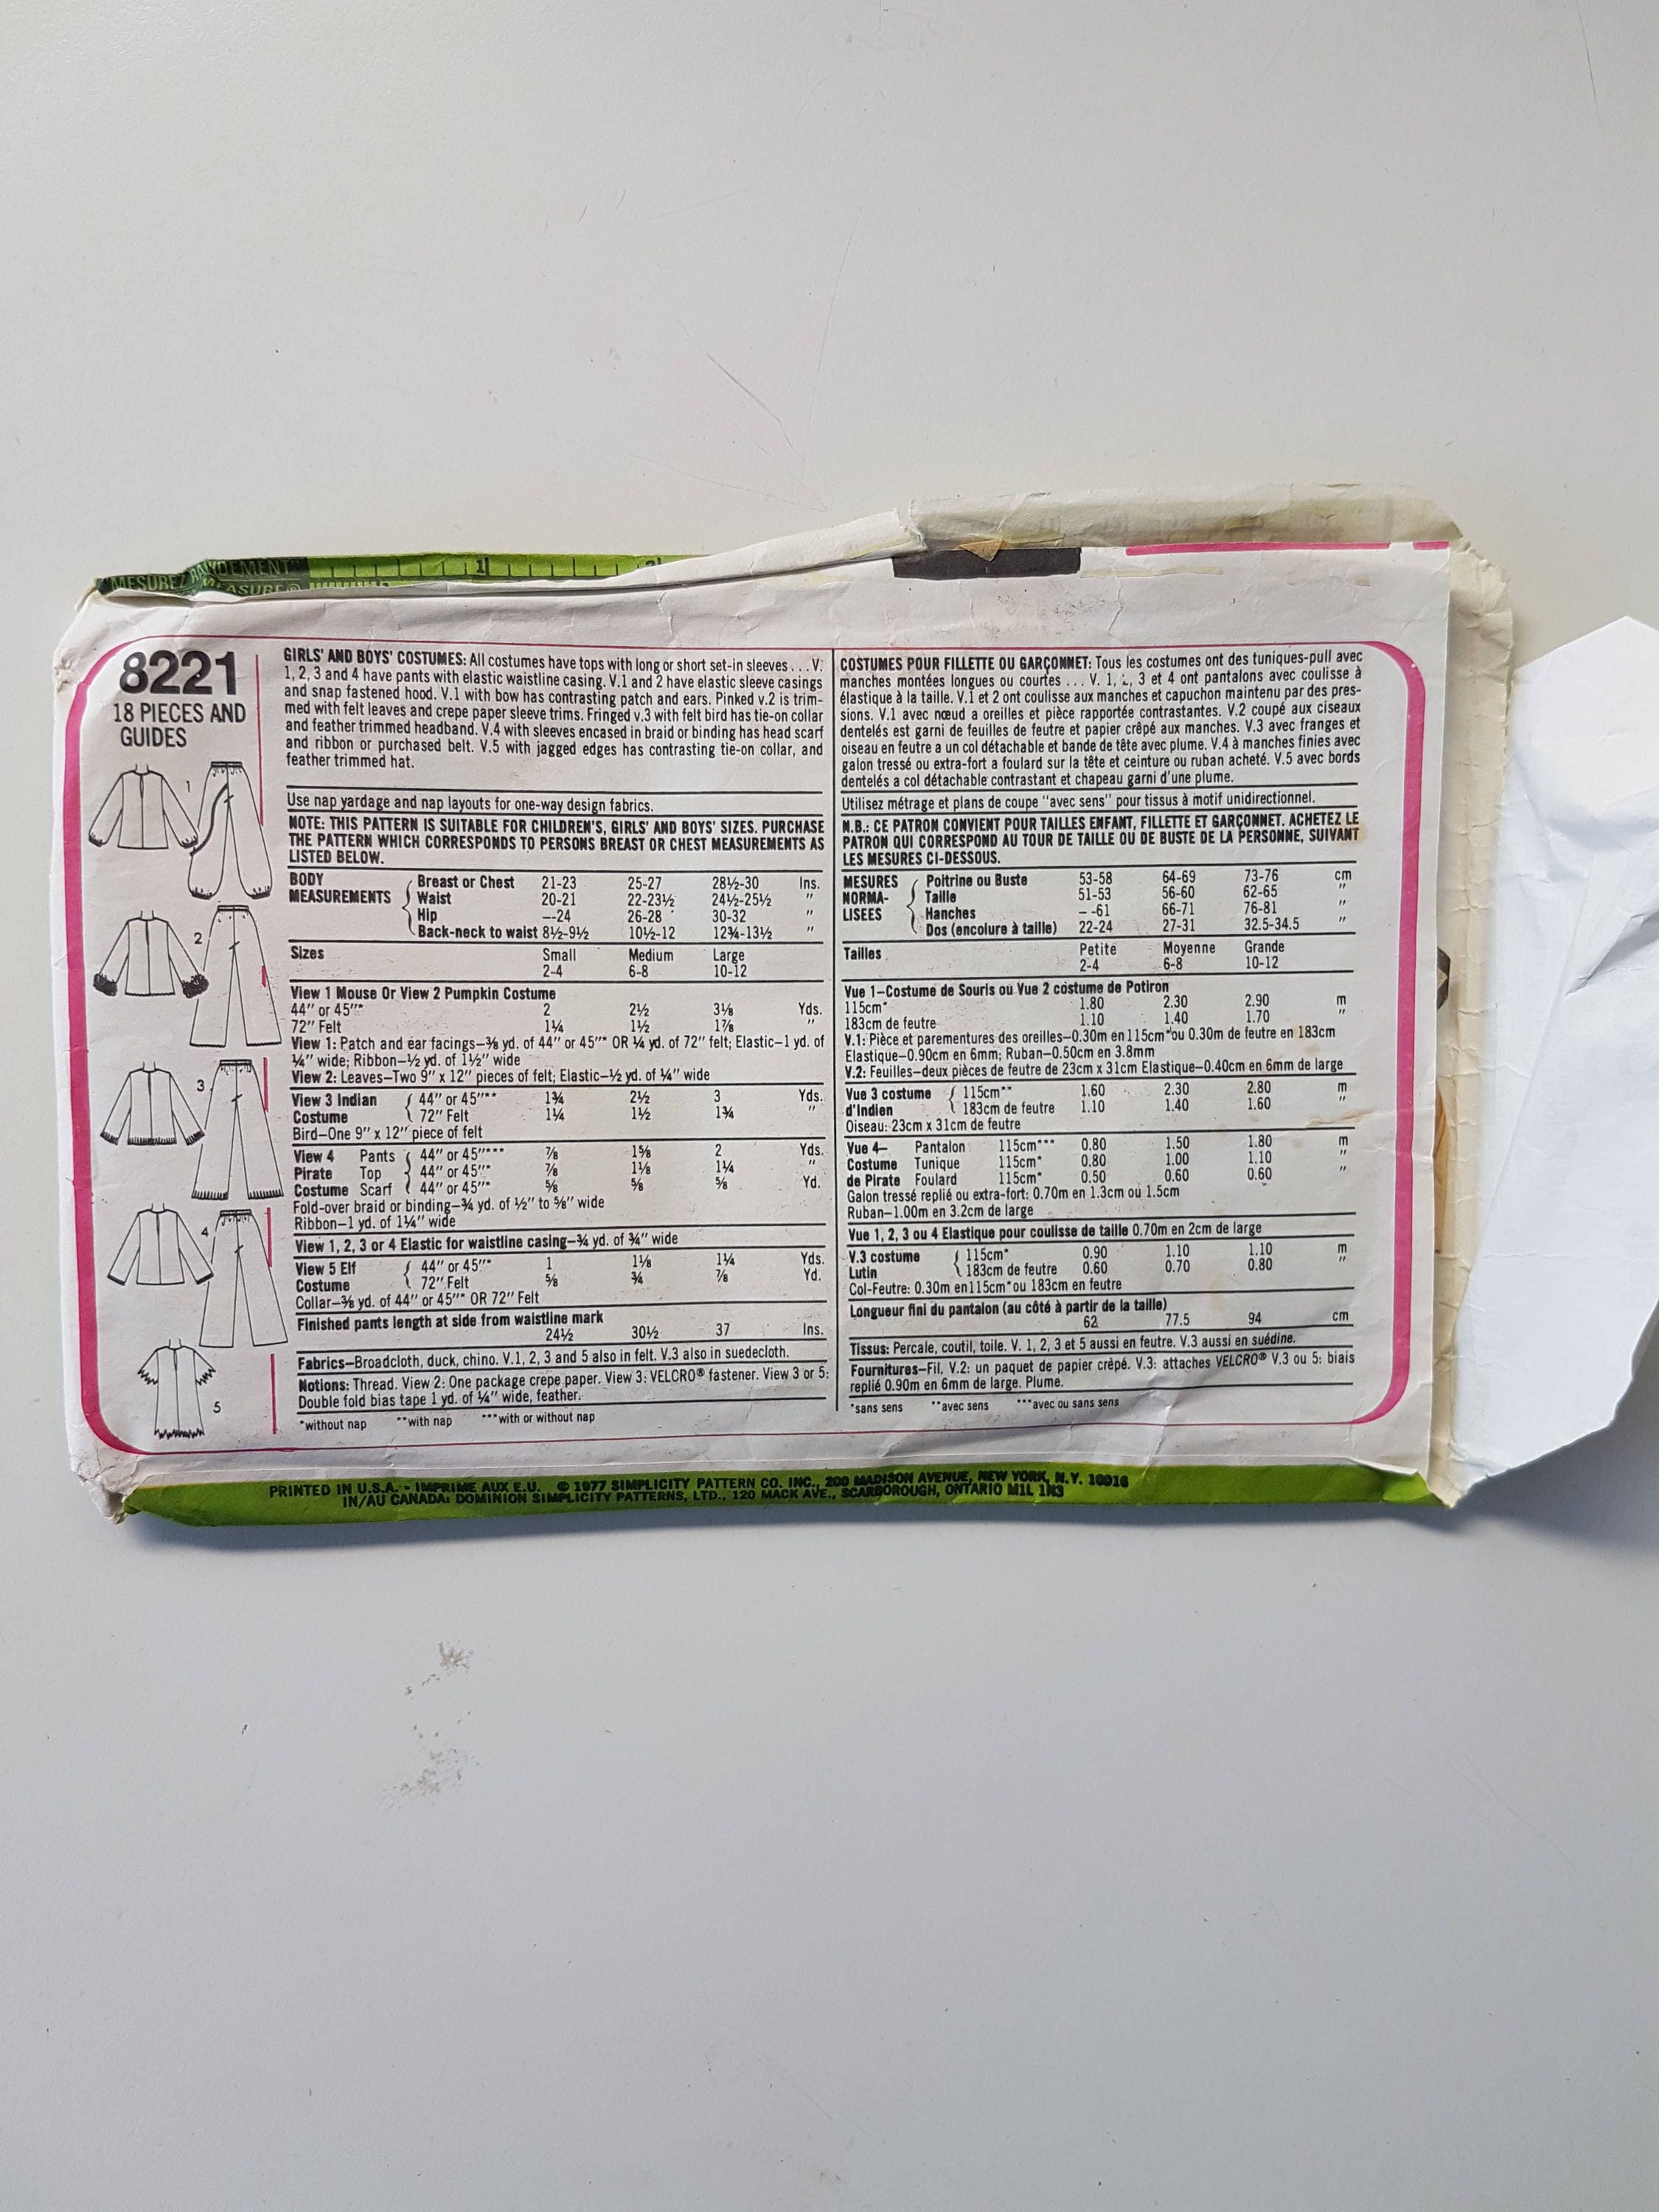 MESUREZ RAPIDEMENT
1
8221
18 PIECES AND
GUIDES
1
2
3
4
5
GIRLS' AND BOYS' COSTUMES: All costumes have tops with long or short set-in sleeves . . . V.
1, 2, 3 and 4 have pants with elastic waistline casing. V.1 and 2 have elastic sleeve casings
and snap fastened hood. V.1 with bow has contrasting patch and ears. Pinked v.2 is trim-
med with felt leaves and crepe paper sleeve trims. Fringed v.3 with felt bird has tie-on collar
and feather trimmed headband. V.4 with sleeves encased in braid or binding has head scarf
and ribbon or purchased belt. V.5 with jagged edges has contrasting tie-on collar, and
feather trimmed hat.
Use nap yardage and nap layouts for one-way design fabrics.
NOTE: THIS PATTERN IS SUITABLE FOR CHILDREN'S, GIRLS' AND BOYS' SIZES. PURCHASE
THE PATTERN WHICH CORRESPONDS TO PERSONS BREAST OR CHEST MEASUREMENTS AS
LISTED BELOW.
BODY Breast or Chest 21-23 25-27 28½-30 Ins.
MEASUREMENTS Waist 20-21 22-23½ 24½-25½ "
Hip —-24 26-28 30-32 "
Back-neck to waist 8½-9½ 10½-12 12¾-13½ "
Sizes Small Medium Large
2-4 6-8 10-12
View 1 Mouse Or View 2 Pumpkin Costume
44" or 45"* 2 2½ 3⅛ Yds.
72" Felt 1¼ 1½ 1⅞ "
View 1: Patch and ear facings–⅜ yd. of 44" or 45"* OR ¼ yd. of 72" felt; Elastic–1 yd. of
¼" wide; Ribbon–½ yd. of 1½" wide
View 2: Leaves–Two 9" x 12" pieces of felt; Elastic–½ yd. of ¼" wide
View 3 Indian 44" or 45"** 1¾ 2½ 3 Yds.
Costume 72" Felt 1¼ 1½ 1¾ "
Bird–One 9" x 12" piece of felt
View 4 Pants 44" or 45"*** ⅞ 1⅝ 2 Yds.
Pirate Top 44" or 45"* ⅞ 1⅛ 1¼ "
Costume Scarf 44" or 45"* ⅝ ⅝ ⅝ Yd.
Fold-over braid or binding–¾ yd. of ½" to ⅝" wide
Ribbon–1 yd. of 1¼" wide
View 1, 2, 3 or 4 Elastic for waistline casing–¾ yd. of ¾" wide
View 5 Elf 44" or 45"* 1 1⅛ 1¼ Yds.
Costume 72" Felt ⅝ ¾ ⅞ Yd.
Collar–⅜ yd. of 44" or 45"* OR 72" Felt
Finished pants length at side from waistline mark
24½ 30½ 37 Ins.
Fabrics–Broadcloth, duck, chino. V.1, 2, 3 and 5 also in felt. V.3 also in suedecloth.
Notions: Thread. View 2: One package crepe paper. View 3: VELCRO® fastener. View 3 or 5:
Double fold bias tape 1 yd. of ¼" wide, feather.
*without nap **with nap ***with or without nap
COSTUMES POUR FILLETTE OU GARÇONNET: Tous les costumes ont des tuniques-pull avec
manches montées longues ou courtes . . . V. 1, 2, 3 et 4 ont pantalons avec coulisse à
élastique à la taille. V.1 et 2 ont coulisse aux manches et capuchon maintenu par des pres-
sions. V.1 avec nœud a oreilles et pièce rapportée contrastantes. V.2 coupé aux ciseaux
dentelés est garni de feuilles de feutre et papier crêpé aux manches. V.3 avec franges et
oiseau en feutre a un col détachable et bande de tête avec plume. V.4 à manches finies avec
galon tressé ou extra-fort a foulard sur la tête et ceinture ou ruban acheté. V.5 avec bords
dentelés a col détachable contrastant et chapeau garni d'une plume.
Utilisez métrage et plans de coupe "avec sens" pour tissus à motif unidirectionnel.
N.B.: CE PATRON CONVIENT POUR TAILLES ENFANT, FILLETTE ET GARÇONNET. ACHETEZ LE
PATRON QUI CORRESPOND AU TOUR DE TAILLE OU DE BUSTE DE LA PERSONNE, SUIVANT
LES MESURES CI-DESSOUS.
MESURES Poitrine ou Buste 53-58 64-69 73-76 cm
NORMA- Taille 51-53 56-60 62-65 "
LISEES Hanches - -61 66-71 76-81 "
Dos (encolure à taille) 22-24 27-31 32.5-34.5 "
Tailles Petite Moyenne Grande
2-4 6-8 10-12
Vue 1–Costume de Souris ou Vue 2 costume de Potiron
115cm* 1.80 2.30 2.90 m
183cm de feutre 1.10 1.40 1.70 "
V.1: Pièce et parementures des oreilles–0.30m en 115cm* ou 0.30m de feutre en 183cm
Elastique–0.90cm en 6mm; Ruban–0.50cm en 3.8mm
V.2: Feuilles–deux pièces de feutre de 23cm x 31cm Elastique–0.40cm en 6mm de large
Vue 3 costume 115cm** 1.60 2.30 2.80 m
d'Indien 183cm de feutre 1.10 1.40 1.60 "
Oiseau: 23cm x 31cm de feutre
Vue 4– Pantalon 115cm*** 0.80 1.50 1.80 m
Costume Tunique 115cm* 0.80 1.00 1.10 "
de Pirate Foulard 115cm* 0.50 0.60 0.60 "
Galon tressé replié ou extra-fort: 0.70m en 1.3cm ou 1.5cm
Ruban–1.00m en 3.2cm de large
Vue 1, 2, 3 ou 4 Elastique pour coulisse de taille 0.70m en 2cm de large
V.3 costume 115cm* 0.90 1.10 1.10 m
Lutin 183cm de feutre 0.60 0.70 0.80 "
Col-Feutre: 0.30m en115cm* ou 183cm en feutre
Longueur fini du pantalon (au côté à partir de la taille)
62 77.5 94 cm
Tissus: Percale, coutil, toile. V. 1, 2, 3 et 5 aussi en feutre. V.3 aussi en suédine.
Fournitures–Fil. V.2: un paquet de papier crêpé. V.3: attaches VELCRO® V.3 ou 5: biais
replié 0.90m en 6mm de large. Plume.
*sans sens **avec sens ***avec ou sans sens
PRINTED IN U.S.A. - IMPRIME AUX E.U. © 1977 SIMPLICITY PATTERN CO. INC., 200 MADISON AVENUE, NEW YORK, N.Y. 10016
IN/AU CANADA: DOMINION SIMPLICITY PATTERNS, LTD., 120 MACK AVE., SCARBOROUGH, ONTARIO M1L 1N3